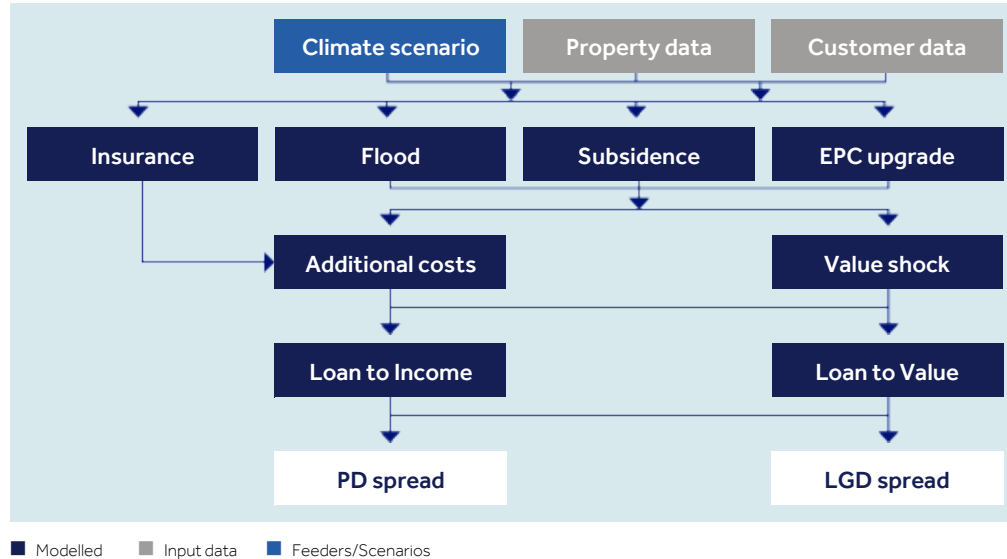 Climate scenario
Property data
Customer data
Insurance
Flood
Subsidence
EPC upgrade
Additional costs
Value shock
Loan to Income
Loan to Value
PD spread
LGD spread
Modelled
Input data
Feeders/Scenarios